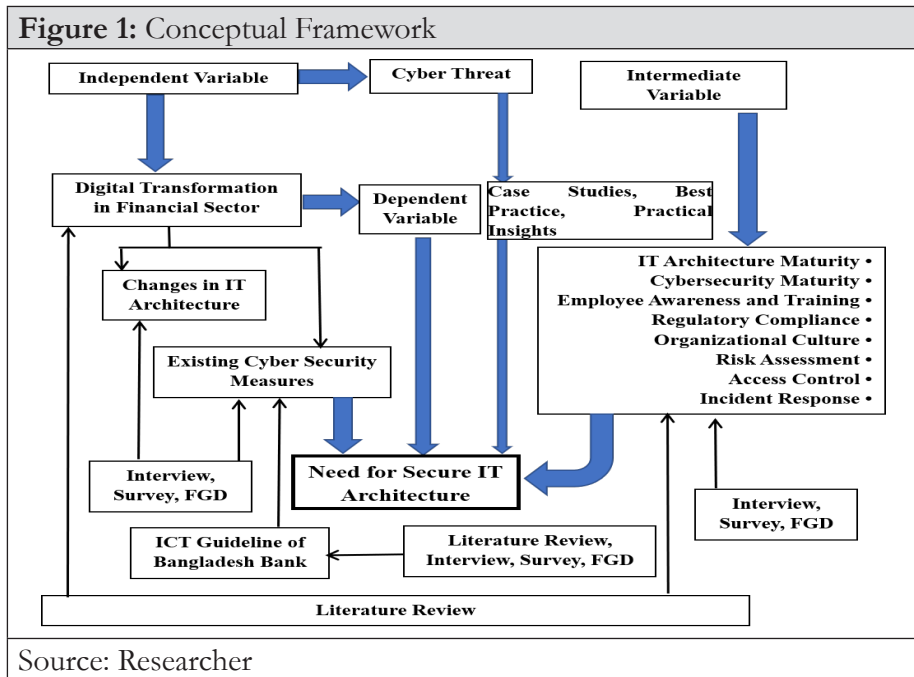 Figure 1: Conceptual Framework
Independent Variable
Cyber Threat
Intermediate
Variable
Digital Transformation
in Financial Sector
Dependent
Variable
Case Studies, Best
Practice, Practical
Insights
Changes in IT
Architecture
IT Architecture Maturity •
Cybersecurity Maturity •
Employee Awareness and Training •
Regulatory Compliance •
Organizational Culture •
Risk Assessment •
Access Control •
Incident Response •
Existing Cyber Security
Measures
Interview,
Survey, FGD
Need for Secure IT
Architecture
Interview,
Survey, FGD
ICT Guideline of
Bangladesh Bank
Literature Review,
Interview, Survey, FGD
Literature Review
Source: Researcher